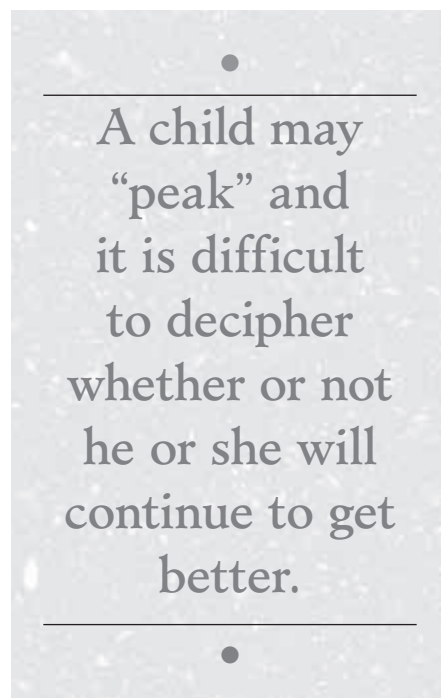 A child may
“peak” and
it is difficult
to decipher
whether or not
he or she will
continue to get
better.